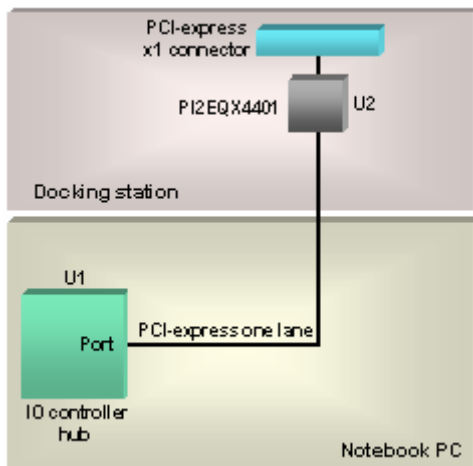 PCI-express
x1 connector
PI2EQX4401
U2
Docking station
U1
Port
PCI-express one lane
IO controller
hub
Notebook PC